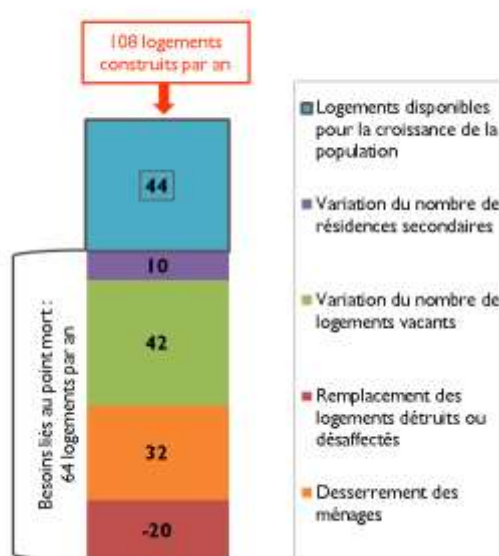 108 logements
construits par an
44
10
42
32
-20
Besoins liés au point mort :
64 logements par an
Logements disponibles
pour la croissance de la
population
Variation du nombre de
résidences secondaires
Variation du nombre de
logements vacants
Remplacement des
logements détruits ou
désaffectés
Desserrement des
ménages